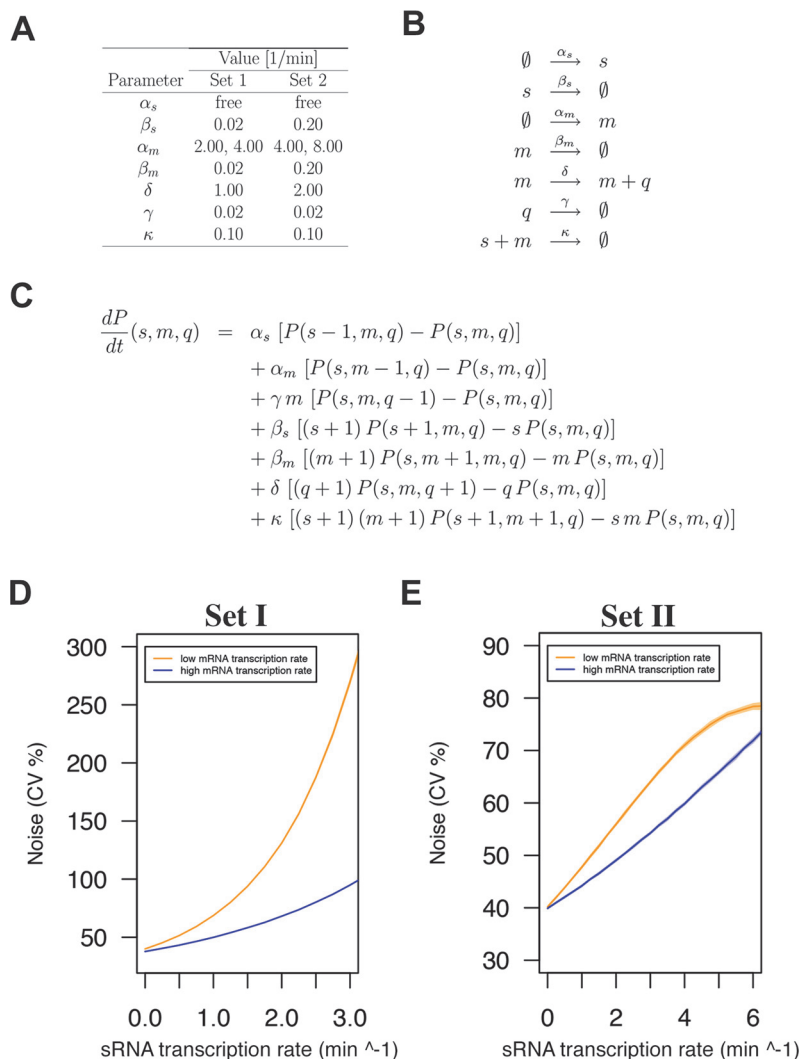 A
Value [1/min]
Parameter Set 1 Set 2
αs free free
βs 0.02 0.20
αm 2.00, 4.00 4.00, 8.00
βm 0.02 0.20
δ 1.00 2.00
γ 0.02 0.02
κ 0.10 0.10
B
∅ αs→ s
s βs→ ∅
∅ αm→ m
m βm→ ∅
m δ→ m + q
q γ→ ∅
s + m κ→ ∅
C
dP/dt (s, m, q) = αs [P(s − 1, m, q) − P(s, m, q)]
+ αm [P(s, m − 1, q) − P(s, m, q)]
+ γ m [P(s, m, q − 1) − P(s, m, q)]
+ βs [(s + 1) P(s + 1, m, q) − s P(s, m, q)]
+ βm [(m + 1) P(s, m + 1, m, q) − m P(s, m, q)]
+ δ [(q + 1) P(s, m, q + 1) − q P(s, m, q)]
+ κ [(s + 1) (m + 1) P(s + 1, m + 1, q) − s m P(s, m, q)]
D
Set I
low mRNA transcription rate
high mRNA transcription rate
Noise (CV %)
300
250
200
150
100
50
0.0 1.0 2.0 3.0
sRNA transcription rate (min ^-1)
E
Set II
low mRNA transcription rate
high mRNA transcription rate
Noise (CV %)
90
80
70
60
50
40
30
0 2 4 6
sRNA transcription rate (min ^-1)